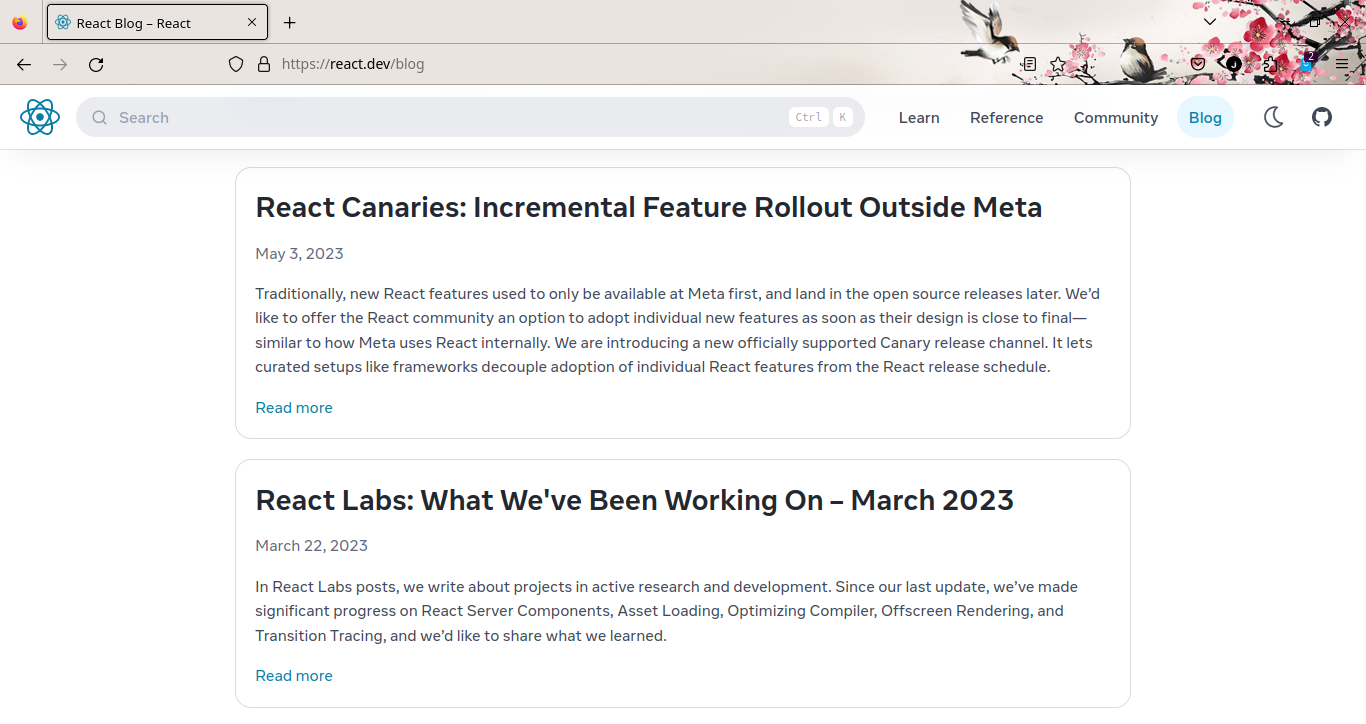 React Blog – React
https://react.dev/blog
J
2
Search
Ctrl K
Learn
Reference
Community
Blog
React Canaries: Incremental Feature Rollout Outside Meta
May 3, 2023
Traditionally, new React features used to only be available at Meta first, and land in the open source releases later. We’d
like to offer the React community an option to adopt individual new features as soon as their design is close to final—
similar to how Meta uses React internally. We are introducing a new officially supported Canary release channel. It lets
curated setups like frameworks decouple adoption of individual React features from the React release schedule.
Read more
React Labs: What We've Been Working On – March 2023
March 22, 2023
In React Labs posts, we write about projects in active research and development. Since our last update, we’ve made
significant progress on React Server Components, Asset Loading, Optimizing Compiler, Offscreen Rendering, and
Transition Tracing, and we’d like to share what we learned.
Read more